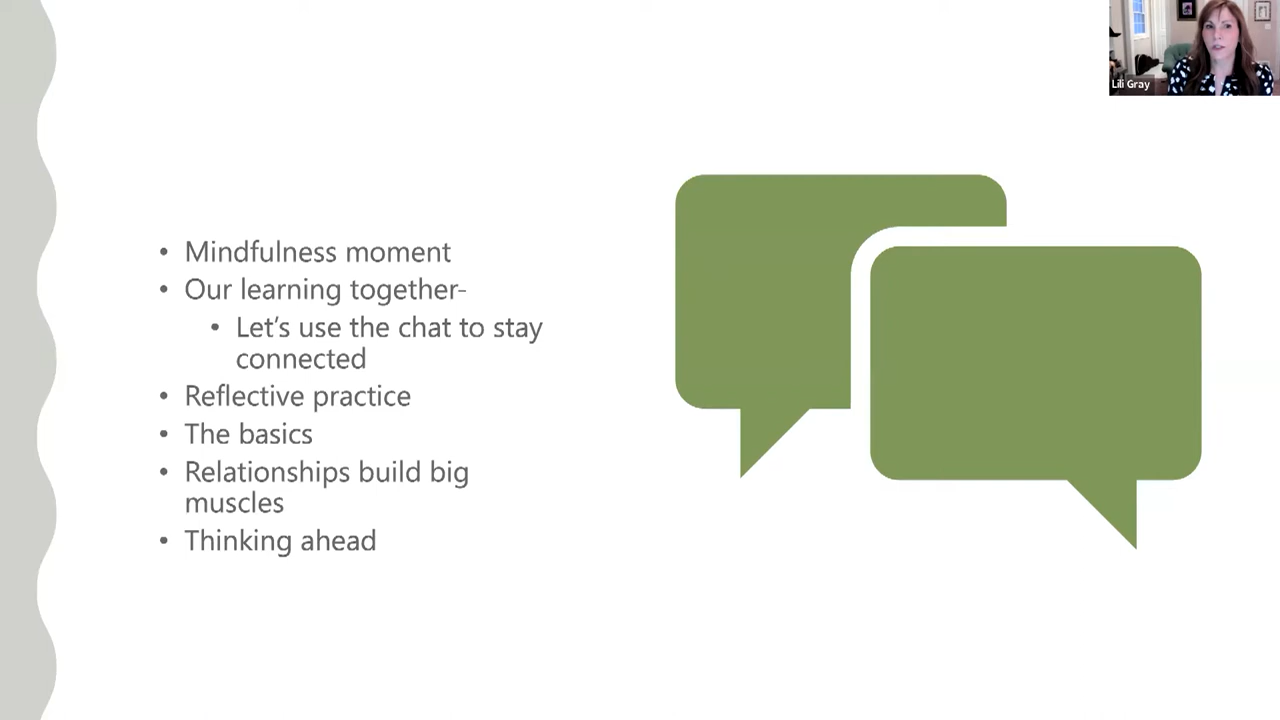 Lili Gray
• Mindfulness moment
• Our learning together-
• Let's use the chat to stay
connected
• Reflective practice
• The basics
• Relationships build big
muscles
• Thinking ahead